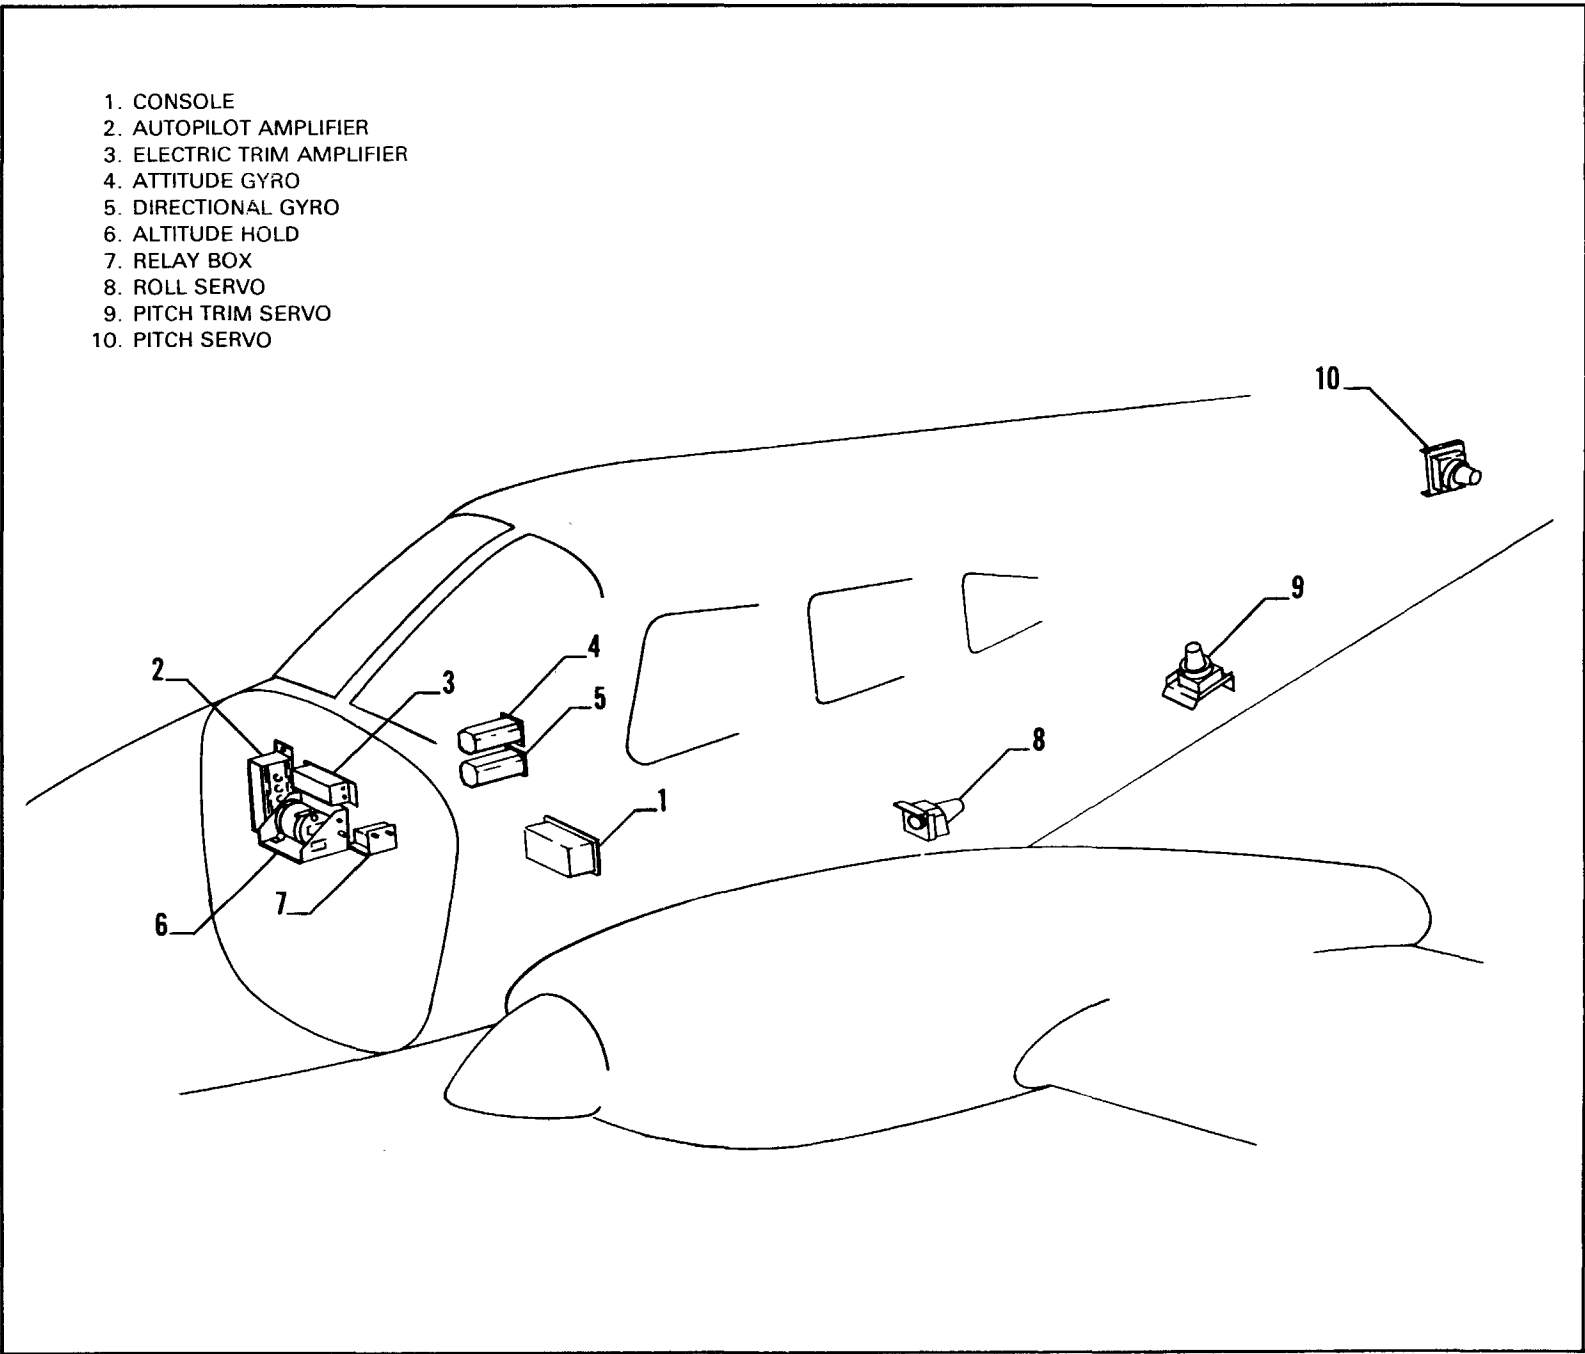 1. CONSOLE
2. AUTOPILOT AMPLIFIER
3. ELECTRIC TRIM AMPLIFIER
4. ATTITUDE GYRO
5. DIRECTIONAL GYRO
6. ALTITUDE HOLD
7. RELAY BOX
8. ROLL SERVO
9. PITCH TRIM SERVO
10. PITCH SERVO
10
9
4
2
3
5
8
1
7
6